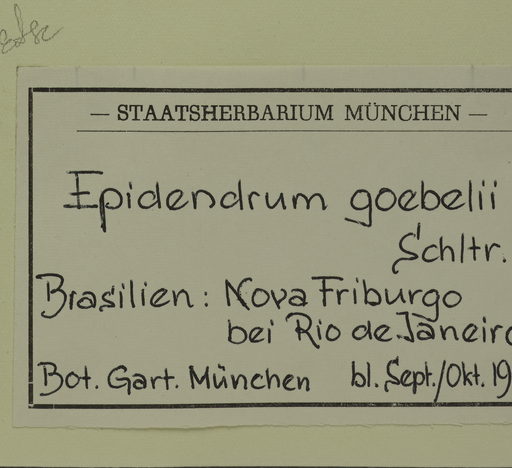 — STAATSHERBARIUM MÜNCHEN —
Epidendrum goebelii
Schltr.
Brasilien: Nova Friburgo
bei Rio de Janeiro
Bot. Gart. München bl. Sept./Okt. 19